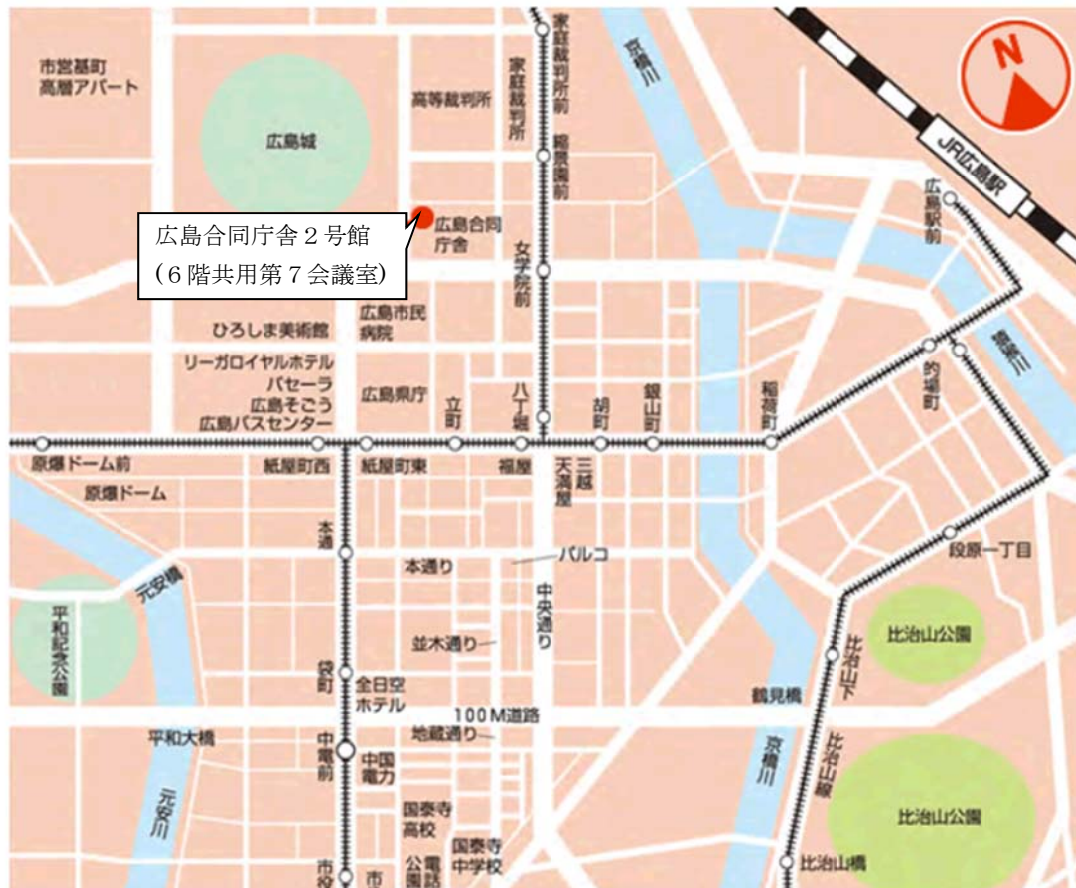 市営基町
高層アパート
広島城
高等裁判所
家庭裁判所
家庭裁判所前
京橋川
N
JR広島駅
広島駅前
縮景園前
広島合同庁舎2号館
(6階共用第7会議室)
広島合同
庁舎
女学院前
ひろしま美術館
広島市民
病院
リーガロイヤルホテル
パセーラ
広島そごう
広島バスセンター
広島県庁
立町
八丁堀
胡町
銀山町
稲荷町
的場町
猿猴川
原爆ドーム前
紙屋町西
紙屋町東
福屋
天満屋
三越
原爆ドーム
本通
本通り
パルコ
段原一丁目
元安橋
平和記念公園
中央通り
並木通り
比治山公園
比治山下
袋町
全日空
ホテル
100M道路
鶴見橋
平和大橋
地蔵通り
中電前
中国
電力
京橋川
比治山線
元安川
国泰寺
高校
国泰寺
中学校
比治山公園
比治山橋
市役
市
公園
電話